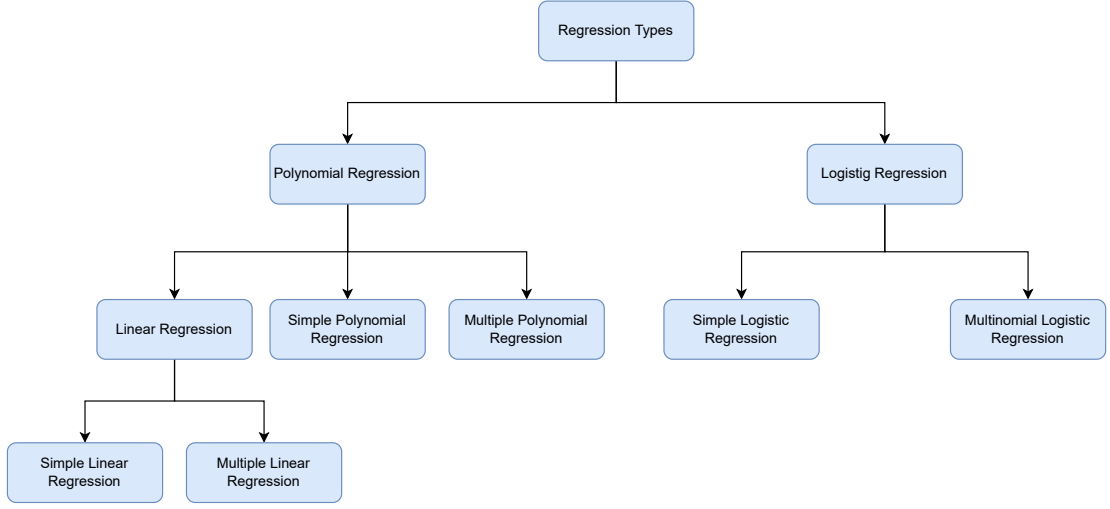 Regression Types
Polynomial Regression
Logistig Regression
Linear Regression
Simple Polynomial
Regression
Multiple Polynomial
Regression
Simple Logistic
Regression
Multinomial Logistic
Regression
Simple Linear
Regression
Multiple Linear
Regression